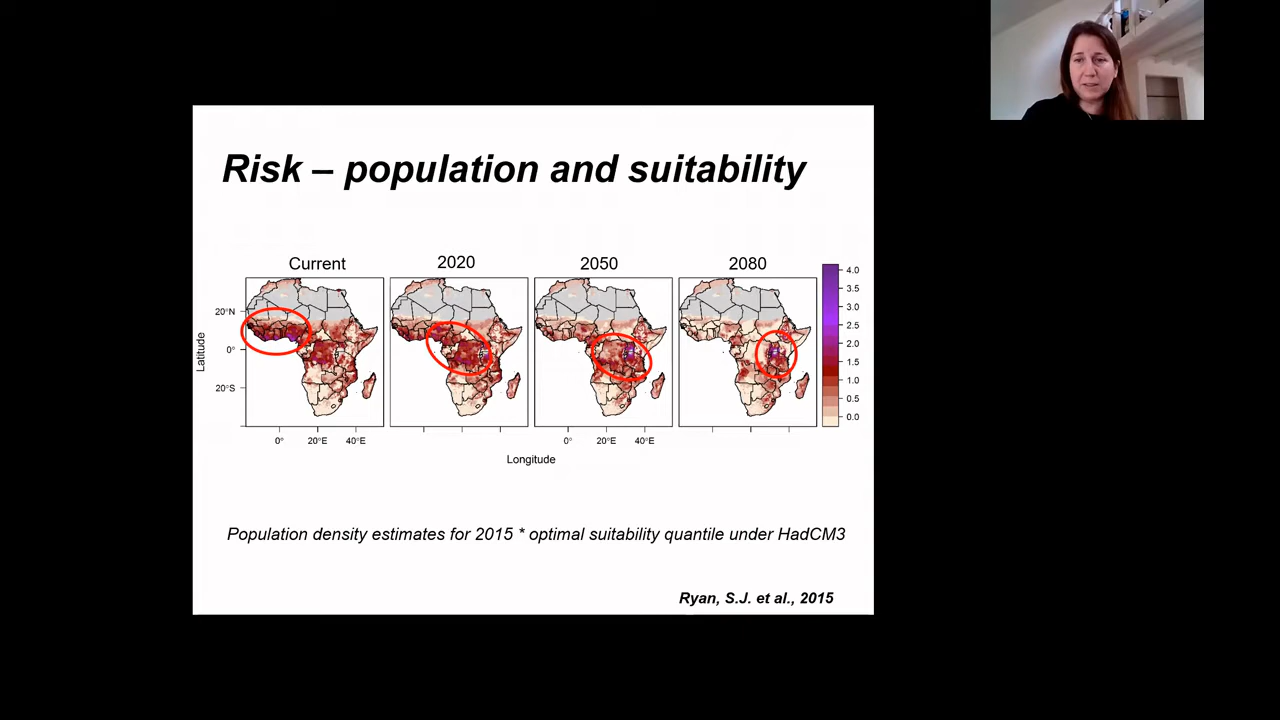 Risk – population and suitability
Current
2020
2050
2080
4.0
3.5
3.0
2.5
2.0
1.5
1.0
0.5
0.0
20°N
0°
20°S
Latitude
0° 20°E 40°E
0° 20°E 40°E
Longitude
Population density estimates for 2015 * optimal suitability quantile under HadCM3
Ryan, S.J. et al., 2015